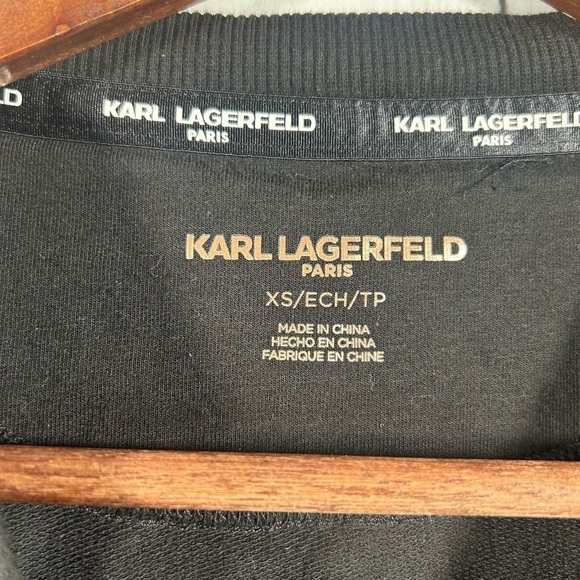 LD KARL LAGERFELD KARL LAGERFELD
PARIS PARIS
KARL LAGERFELD
PARIS
XS/ECH/TP
MADE IN CHINA
HECHO EN CHINA
FABRIQUE EN CHINE